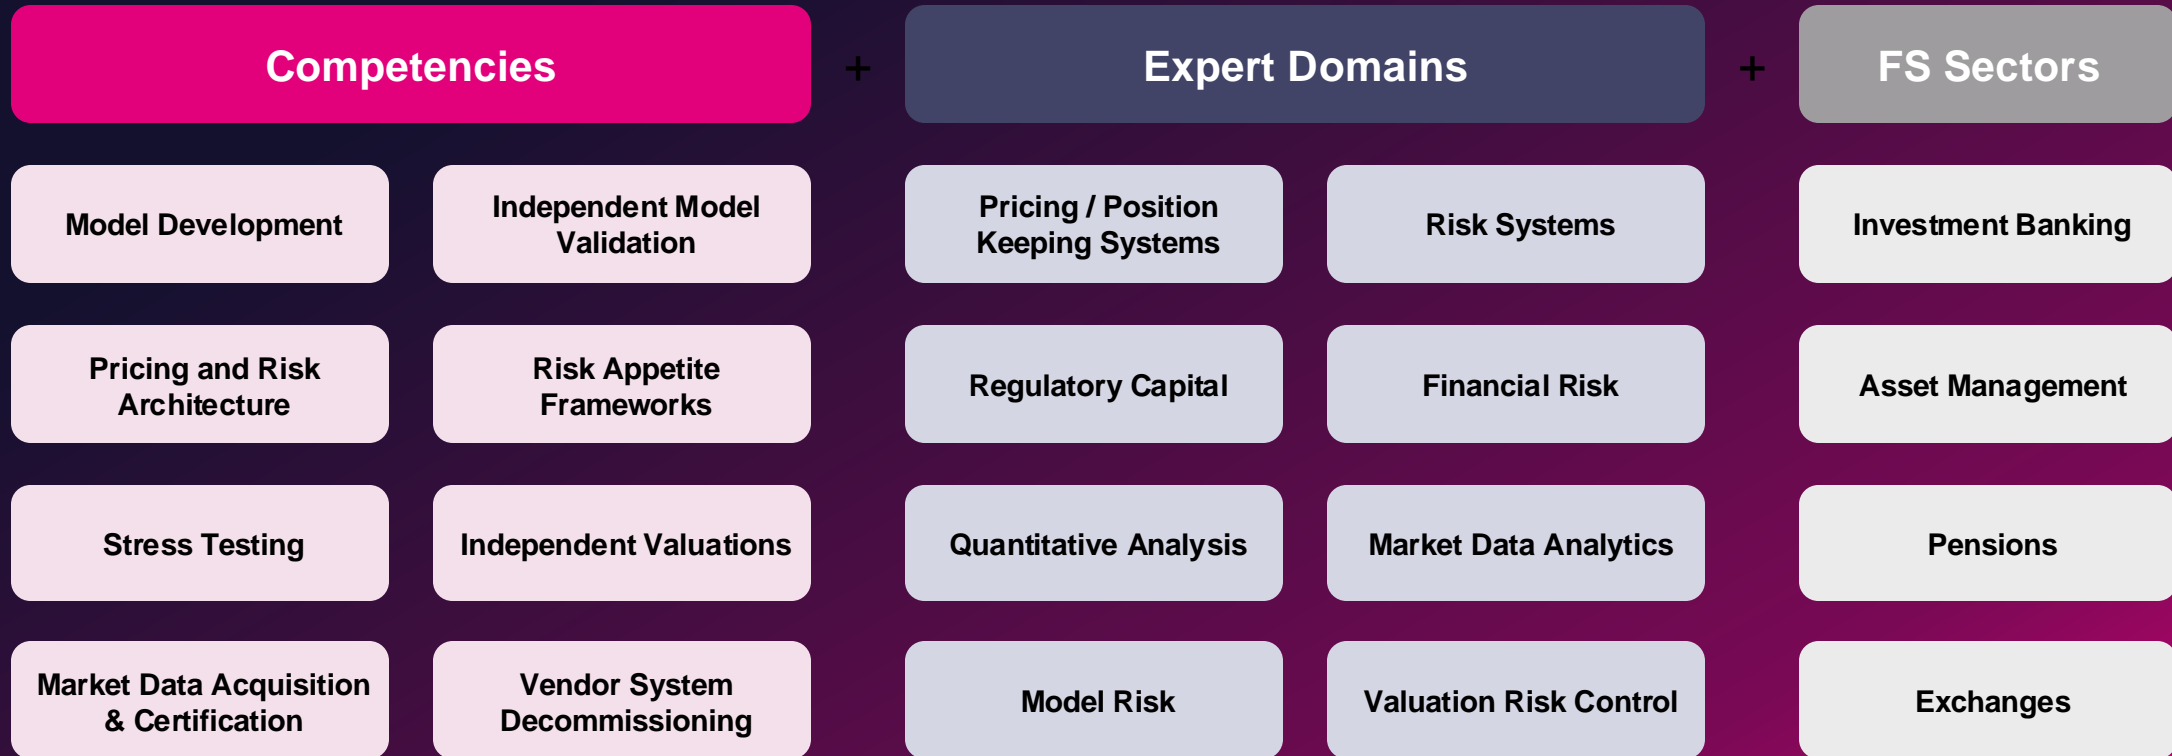 Competencies
+
Expert Domains
+
FS Sectors
Model Development
Independent Model
Validation
Pricing / Position
Keeping Systems
Risk Systems
Investment Banking
Pricing and Risk
Architecture
Risk Appetite
Frameworks
Regulatory Capital
Financial Risk
Asset Management
Stress Testing
Independent Valuations
Quantitative Analysis
Market Data Analytics
Pensions
Market Data Acquisition
& Certification
Vendor System
Decommissioning
Model Risk
Valuation Risk Control
Exchanges